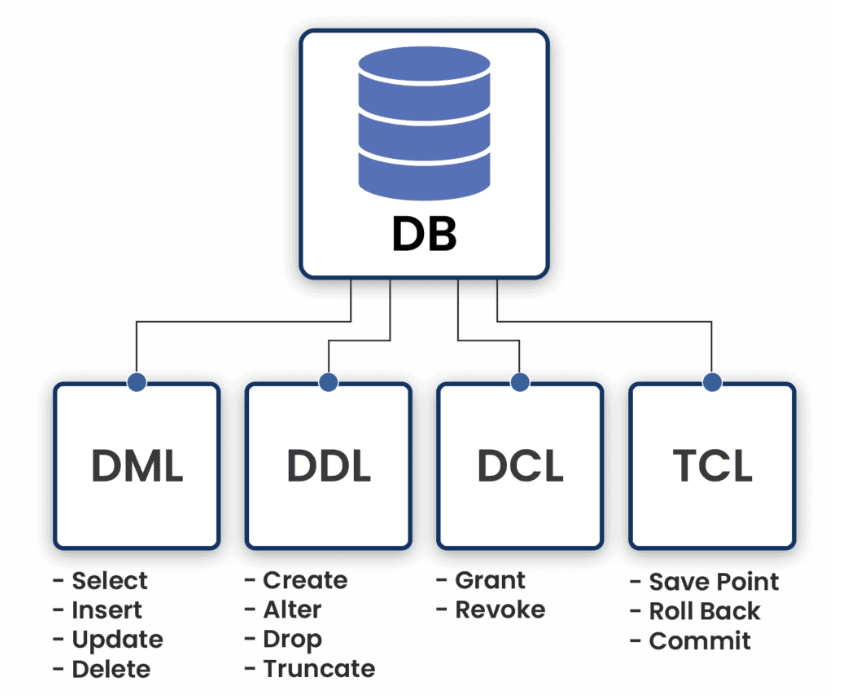 DB
DML
DDL
DCL
TCL
- Select
- Insert
- Update
- Delete
- Create
- Alter
- Drop
- Truncate
- Grant
- Revoke
- Save Point
- Roll Back
- Commit